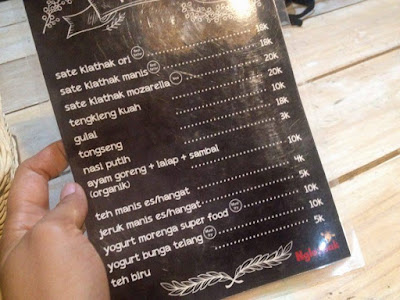 sate klathak ori 18k
sate klathak manis 18k
sate klathak mozarella 20k
tengkleng kuah 20k
gulai 10k
tongseng 18k
nasi putih 3k
ayam goreng + lalap + sambal 10k
(organik)
teh manis es/hangat 4k
jeruk manis es/hangat 5k
yogurt morenga super food 10k
yogurt bunga telang 10k
teh biru 5k